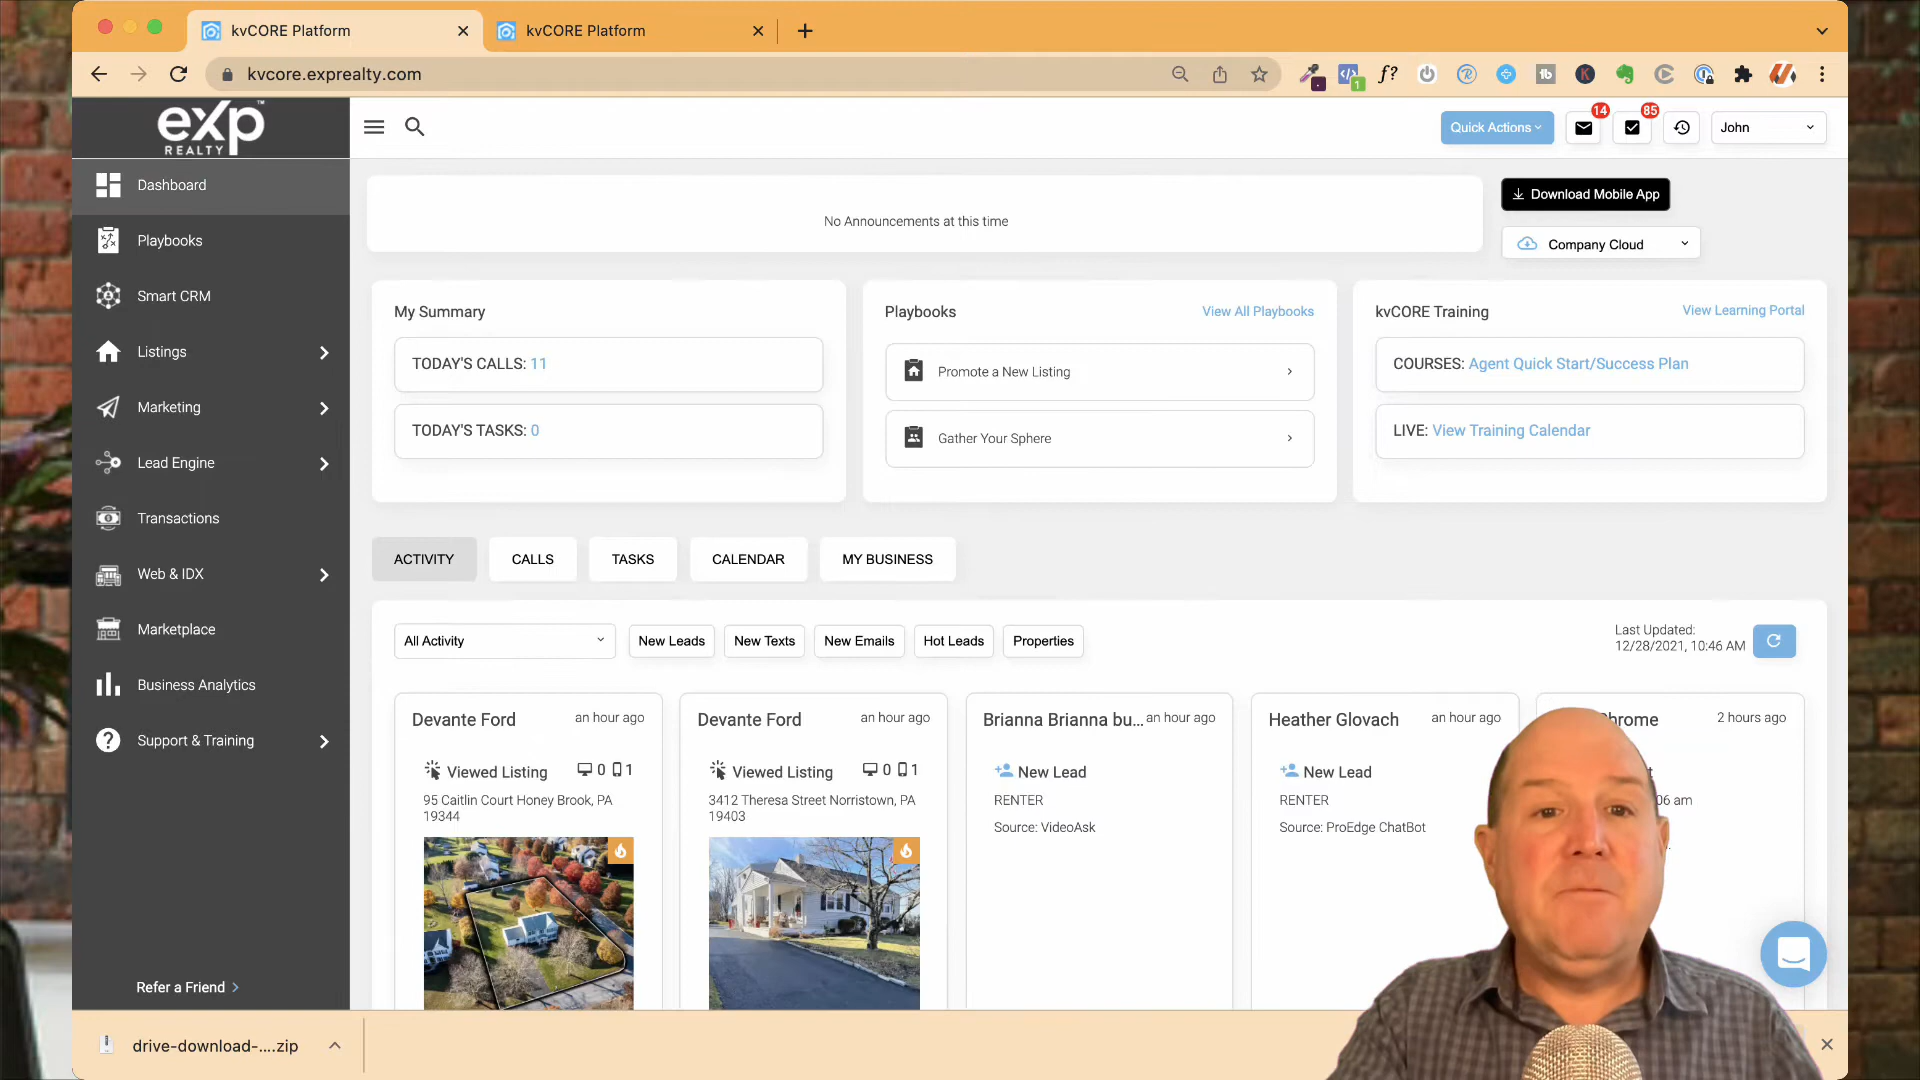 kvCORE Platform
kvCORE Platform
kvcore.exprealty.com
eXp
REALTY
Quick Actions
14
85
John
Dashboard
Playbooks
Smart CRM
Listings
Marketing
Lead Engine
Transactions
Web & IDX
Marketplace
Business Analytics
Support & Training
Refer a Friend
No Announcements at this time
Download Mobile App
Company Cloud
My Summary
TODAY'S CALLS: 11
TODAY'S TASKS: 0
Playbooks
View All Playbooks
Promote a New Listing
Gather Your Sphere
kvCORE Training
View Learning Portal
COURSES: Agent Quick Start/Success Plan
LIVE: View Training Calendar
ACTIVITY
CALLS
TASKS
CALENDAR
MY BUSINESS
All Activity
New Leads
New Texts
New Emails
Hot Leads
Properties
Last Updated:
12/28/2021, 10:46 AM
Devante Ford
an hour ago
Viewed Listing
0
1
95 Caitlin Court Honey Brook, PA
19344
Devante Ford
an hour ago
Viewed Listing
0
1
3412 Theresa Street Norristown, PA
19403
Brianna Brianna bu...
an hour ago
New Lead
RENTER
Source: VideoAsk
Heather Glovach
an hour ago
New Lead
RENTER
Source: ProEdge ChatBot
hrome
2 hours ago
06 am
drive-download-....zip